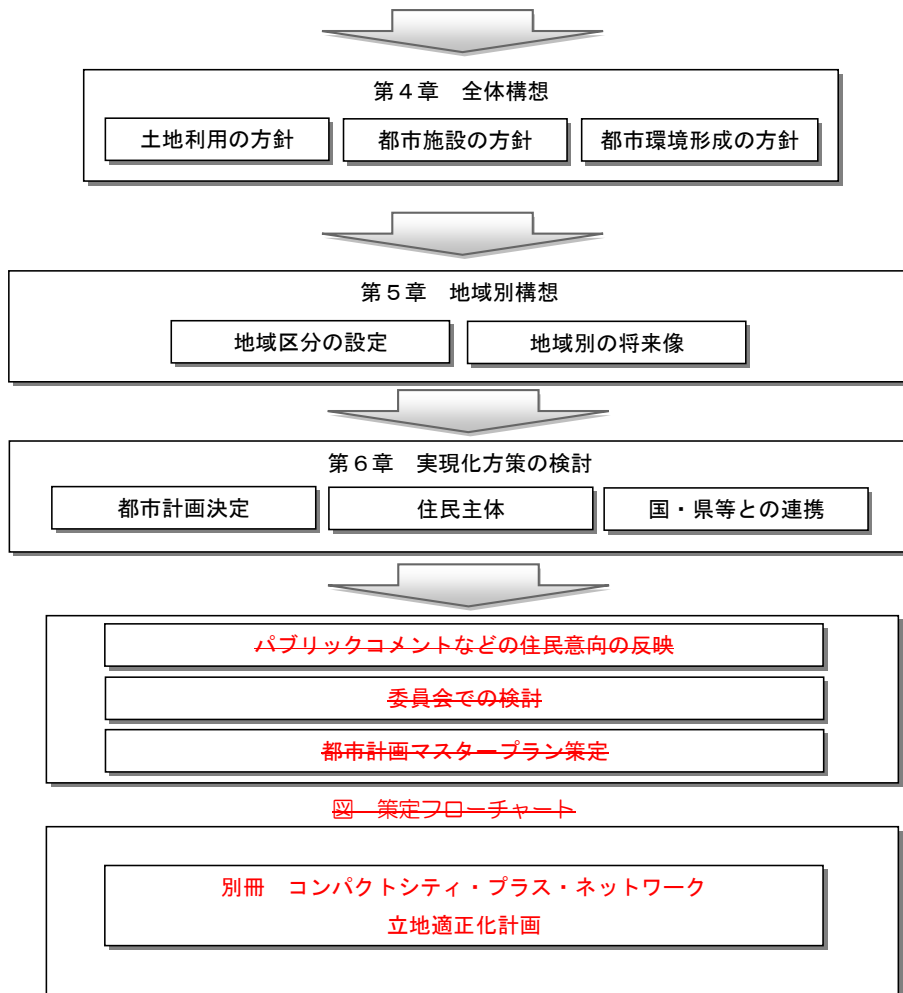 第４章　全体構想
土地利用の方針　都市施設の方針　都市環境形成の方針
第５章　地域別構想
地域区分の設定　地域別の将来像
第６章　実現化方策の検討
都市計画決定　住民主体　国・県等との連携
パブリックコメントなどの住民意向の反映
委員会での検討
都市計画マスタープラン策定
図　策定フローチャート
別冊　コンパクトシティ・プラス・ネットワーク
立地適正化計画